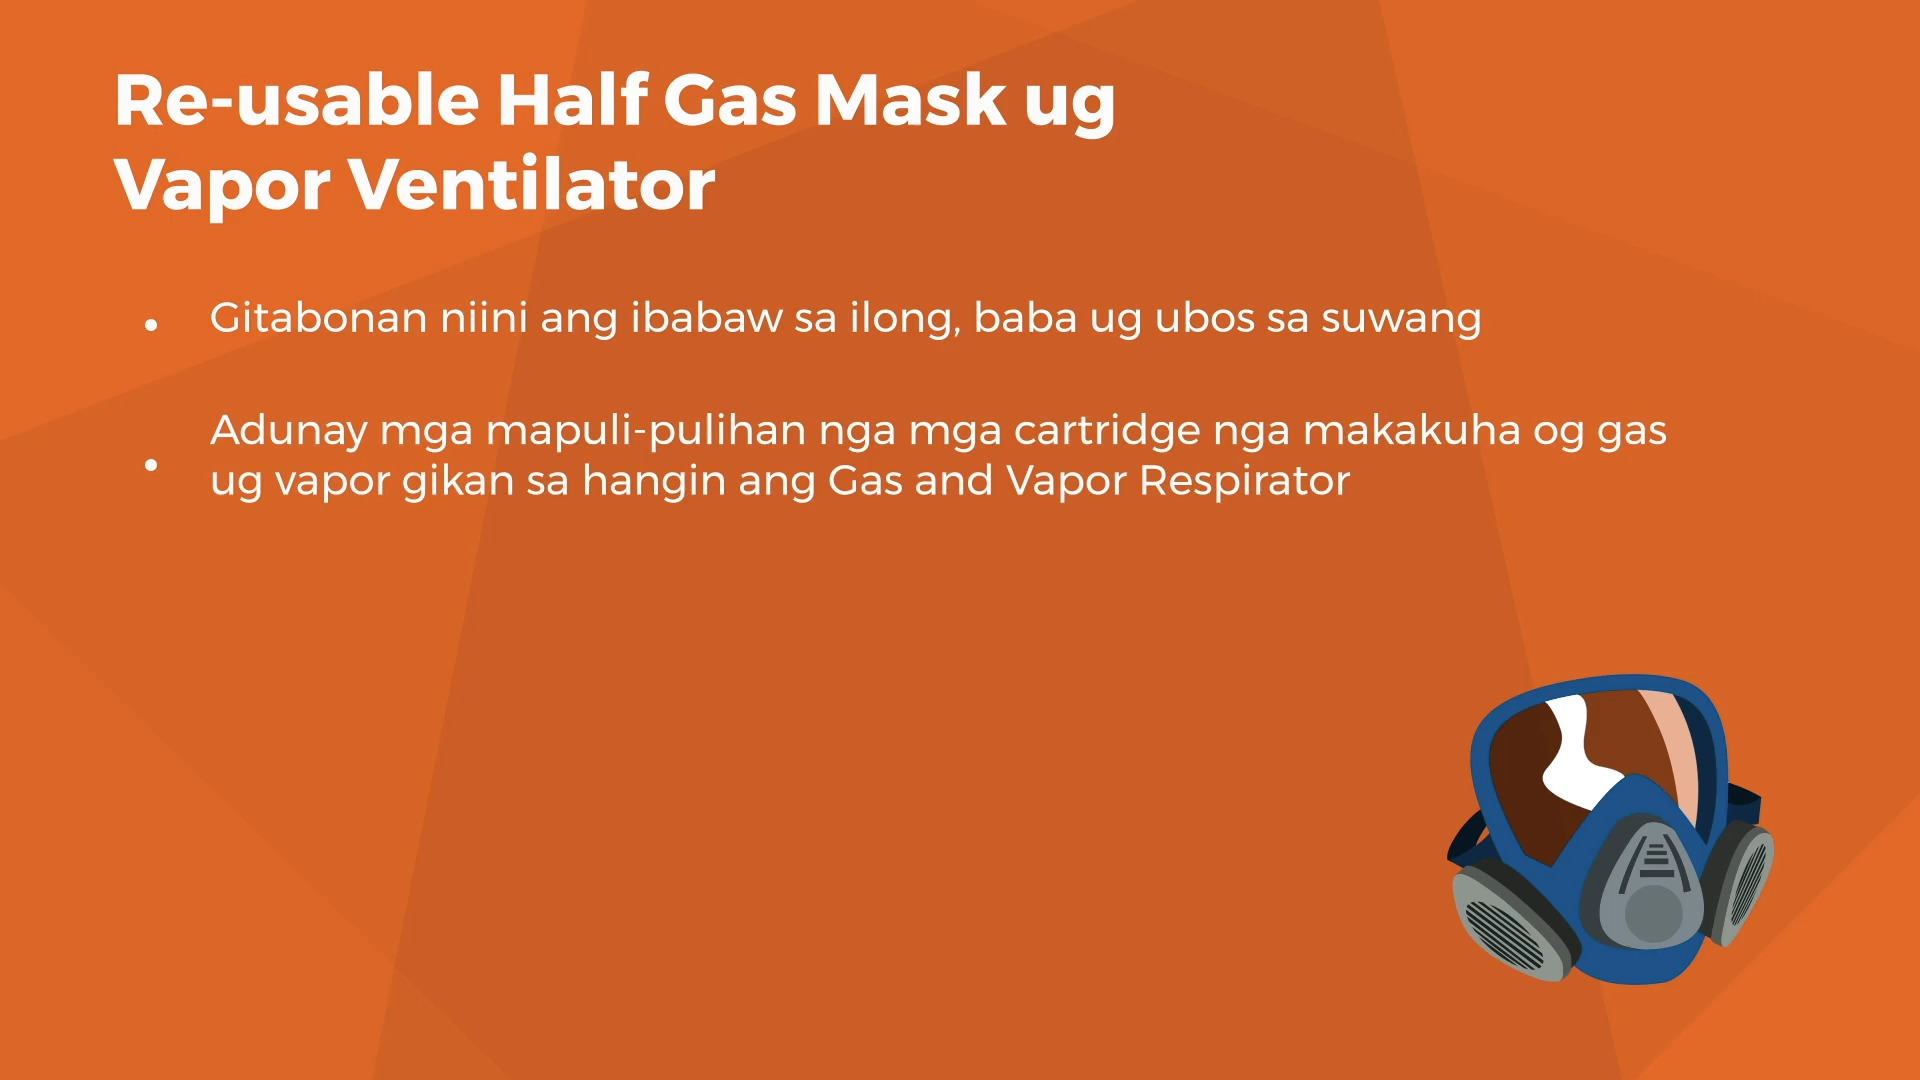 Re-usable Half Gas Mask ug
Vapor Ventilator
• Gitabonan niini ang ibabaw sa ilong, baba ug ubos sa suwang
• Adunay mga mapuli-pulihan nga mga cartridge nga makakuha og gas
ug vapor gikan sa hangin ang Gas and Vapor Respirator